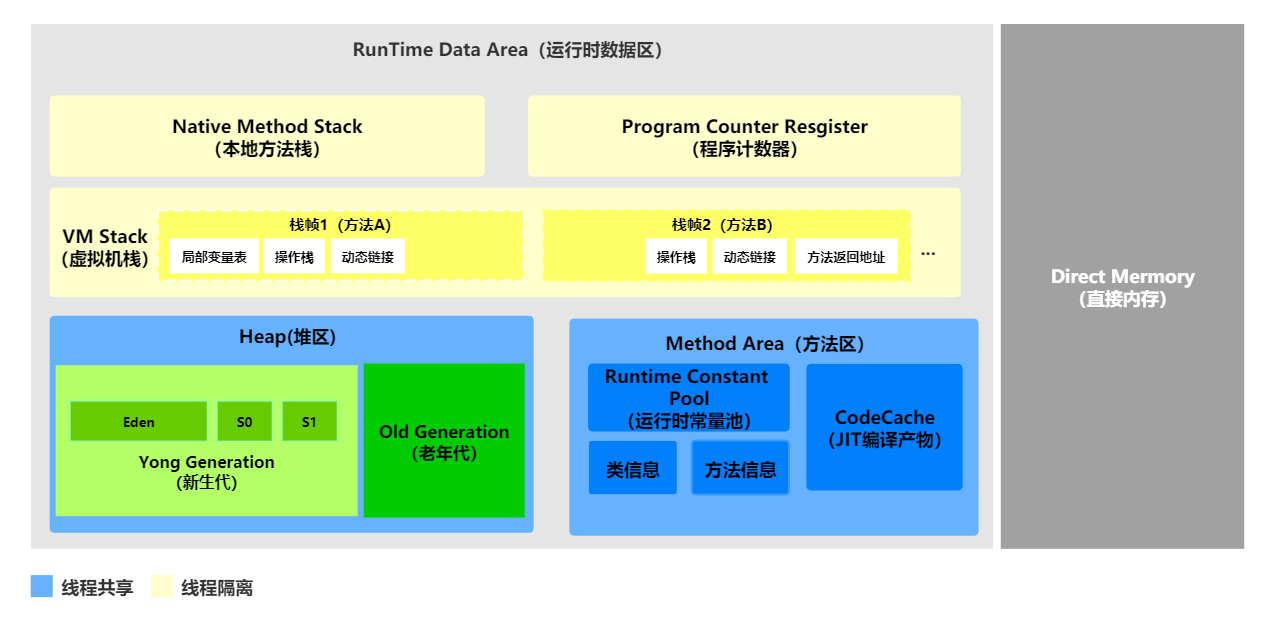 RunTime Data Area（运行时数据区）
Native Method Stack
（本地方法栈）
Program Counter Resgister
（程序计数器）
VM Stack
（虚拟机栈）
栈帧1（方法A）
局部变量表
操作栈
动态链接
栈帧2（方法B）
操作栈
动态链接
方法返回地址
...
Heap(堆区)
Eden
S0
S1
Yong Generation
（新生代）
Old Generation
（老年代）
Method Area（方法区）
Runtime Constant
Pool
（运行时常量池）
类信息
方法信息
CodeCache
（JIT编译产物）
Direct Mermory
（直接内存）
线程共享
线程隔离